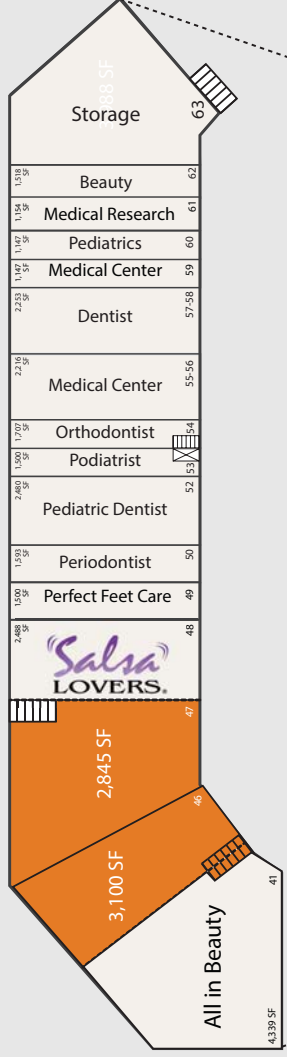 Storage
63
1,518 SF
Beauty
62
1,154 SF
Medical Research
61
1,147 SF
Pediatrics
60
1,147 SF
Medical Center
59
2,253 SF
Dentist
57-58
2,216 SF
Medical Center
55-56
1,707 SF
Orthodontist
54
1,500 SF
Podiatrist
53
2,480 SF
Pediatric Dentist
52
1,593 SF
Periodontist
50
1,500 SF
Perfect Feet Care
49
2,488 SF
Salsa
LOVERS®
48
2,845 SF
47
3,100 SF
46
All in Beauty
41
4,339 SF